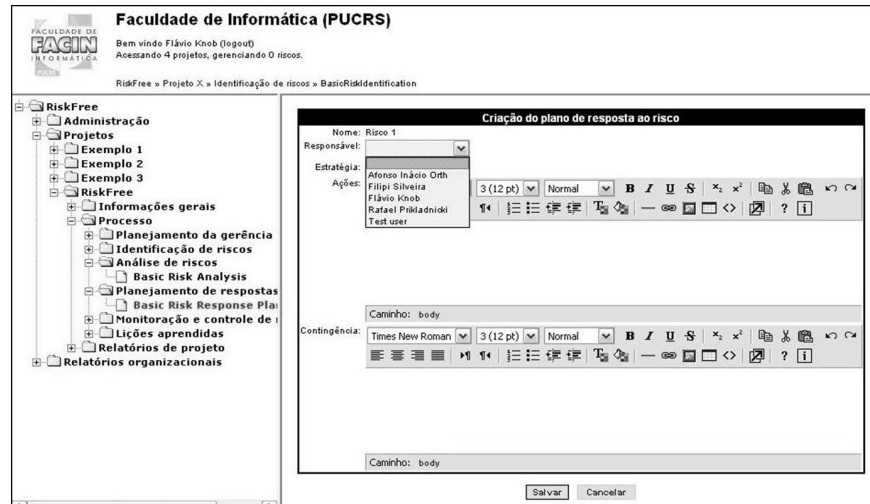 FACULDADE DE
FACIN
INFORMÁTICA
PUCRS
Faculdade de Informática (PUCRS)
Bem vindo Flávio Knob (logout)
Acessando 4 projetos, gerenciando 0 riscos.
RiskFree » Projeto X » Identificação de riscos » BasicRiskIdentification
RiskFree
Administração
Projetos
Exemplo 1
Exemplo 2
Exemplo 3
RiskFree
Informações gerais
Processo
Planejamento da gerência
Identificação de riscos
Análise de riscos
Basic Risk Analysis
Planejamento de respostas
Basic Risk Response Pla
Monitoração e controle de
Lições aprendidas
Relatórios de projeto
Relatórios organizacionais
Criação do plano de resposta ao risco
Nome: Risco 1
Responsável:
Afonso Inácio Orth
Filipi Silveira
Flávio Knob
Rafael Prikladnicki
Test user
Estratégia:
Ações:
3 (12 pt) Normal B I U S x₂ x² ? i
Caminho: body
Contingência:
Times New Roman 3 (12 pt) Normal B I U S x₂ x² ? i
Caminho: body
Salvar Cancelar